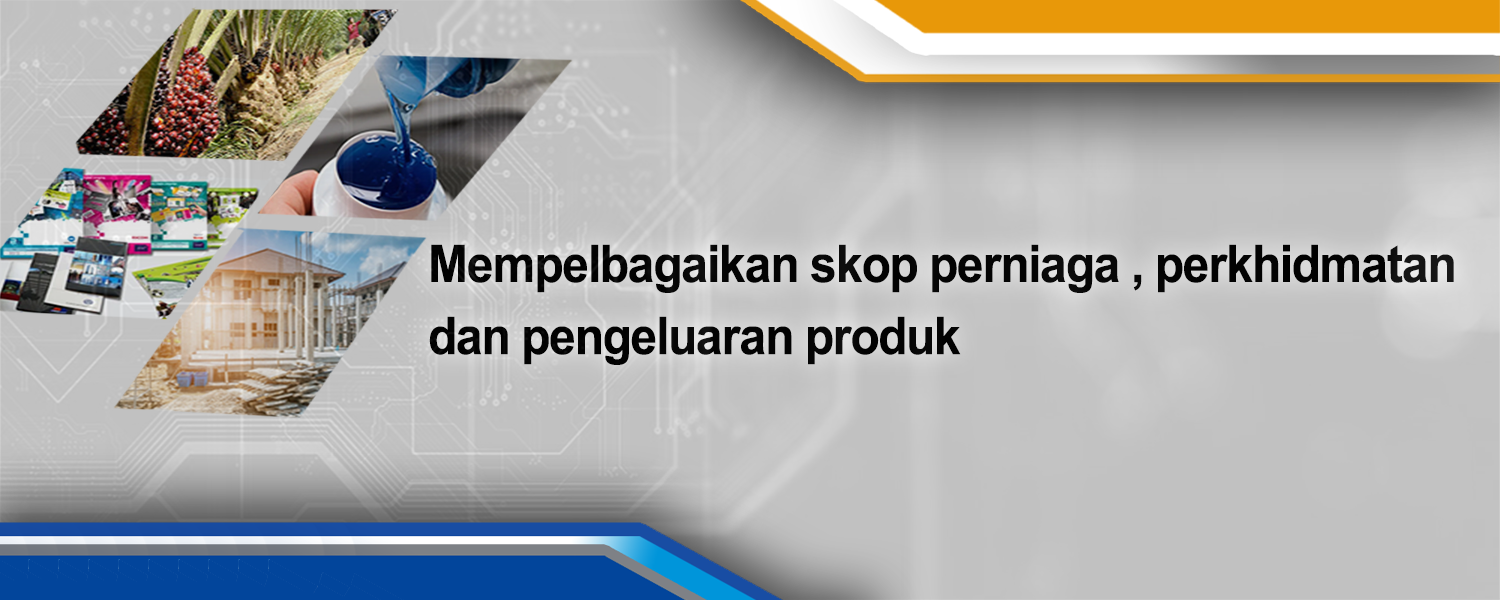 Mempelbagaikan skop perniaga , perkhidmatan
dan pengeluaran produk